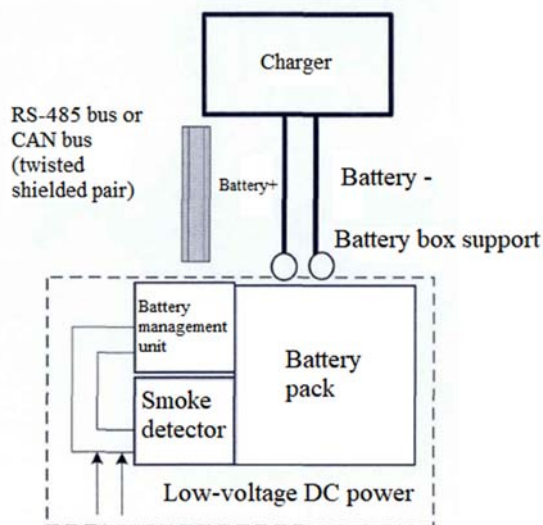 Charger
RS-485 bus or
CAN bus
(twisted
shielded pair)
Battery+
Battery -
Battery box support
Battery
management
unit
Battery
pack
Smoke
detector
Low-voltage DC power